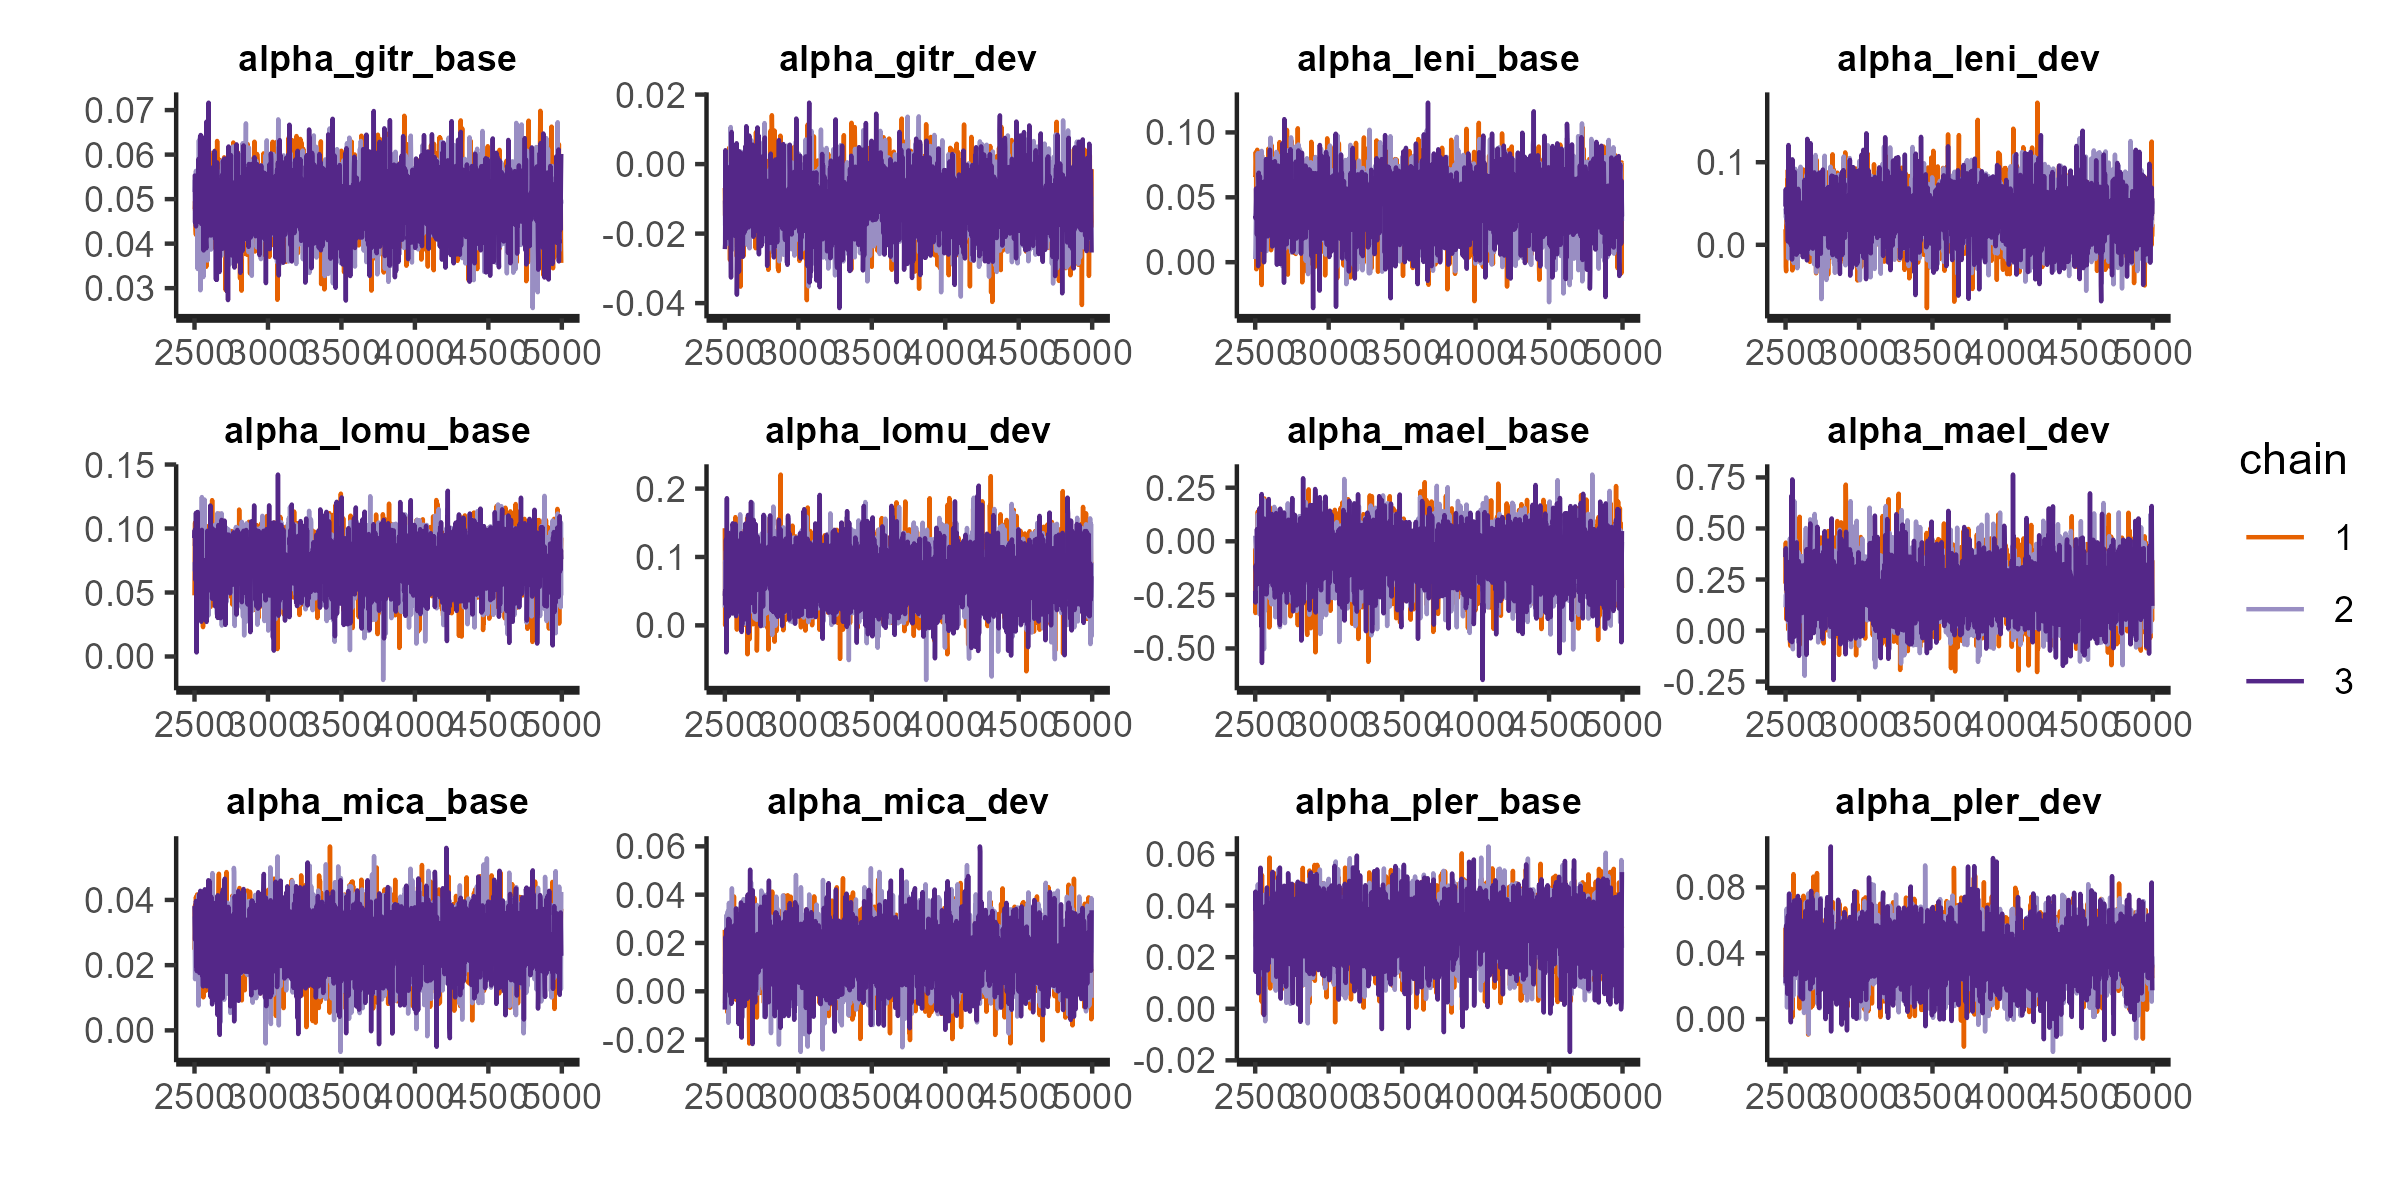 alpha_gitr_base alpha_gitr_dev alpha_leni_base alpha_leni_dev
0.07 0.06 0.05 0.04 0.03
0.02 0.00 -0.02 -0.04
0.10 0.05 0.00
0.1 0.0
2500 3000 3500 4000 4500 5000 2500 3000 3500 4000 4500 5000 2500 3000 3500 4000 4500 5000 2500 3000 3500 4000 4500 5000
alpha_lomu_base alpha_lomu_dev alpha_mael_base alpha_mael_dev
0.15 0.10 0.05 0.00
0.2 0.1 0.0
0.25 0.00 -0.25 -0.50
0.75 0.50 0.25 0.00 -0.25
2500 3000 3500 4000 4500 5000 2500 3000 3500 4000 4500 5000 2500 3000 3500 4000 4500 5000 2500 3000 3500 4000 4500 5000
alpha_mica_base alpha_mica_dev alpha_pler_base alpha_pler_dev
0.04 0.02 0.00
0.06 0.04 0.02 0.00 -0.02
0.06 0.04 0.02 0.00 -0.02
0.08 0.04 0.00
2500 3000 3500 4000 4500 5000 2500 3000 3500 4000 4500 5000 2500 3000 3500 4000 4500 5000 2500 3000 3500 4000 4500 5000
chain
1
2
3